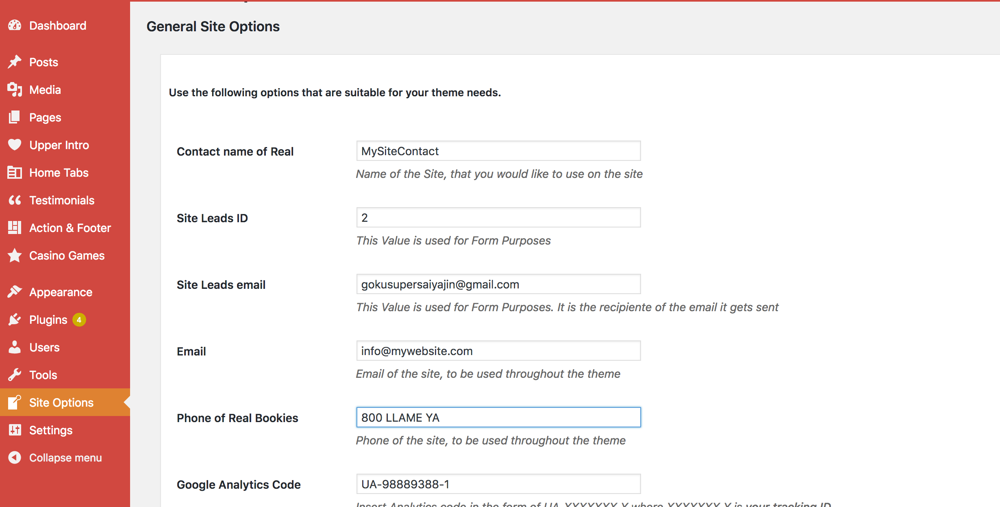 Dashboard
Posts
Media
Pages
Upper Intro
Home Tabs
Testimonials
Action & Footer
Casino Games
Appearance
Plugins 4
Users
Tools
Site Options
Settings
Collapse menu
General Site Options
Use the following options that are suitable for your theme needs.
Contact name of Real
MySiteContact
Name of the Site, that you would like to use on the site
Site Leads ID
2
This Value is used for Form Purposes
Site Leads email
gokusupersaiyajin@gmail.com
This Value is used for Form Purposes. It is the recipiente of the email it gets sent
Email
info@mywebsite.com
Email of the site, to be used throughout the theme
Phone of Real Bookies
800 LLAME YA
Phone of the site, to be used throughout the theme
Google Analytics Code
UA-98889388-1
Insert Analytics code in the form of UA-XXXXXXX-Y where XXXXXXX-Y is your tracking ID